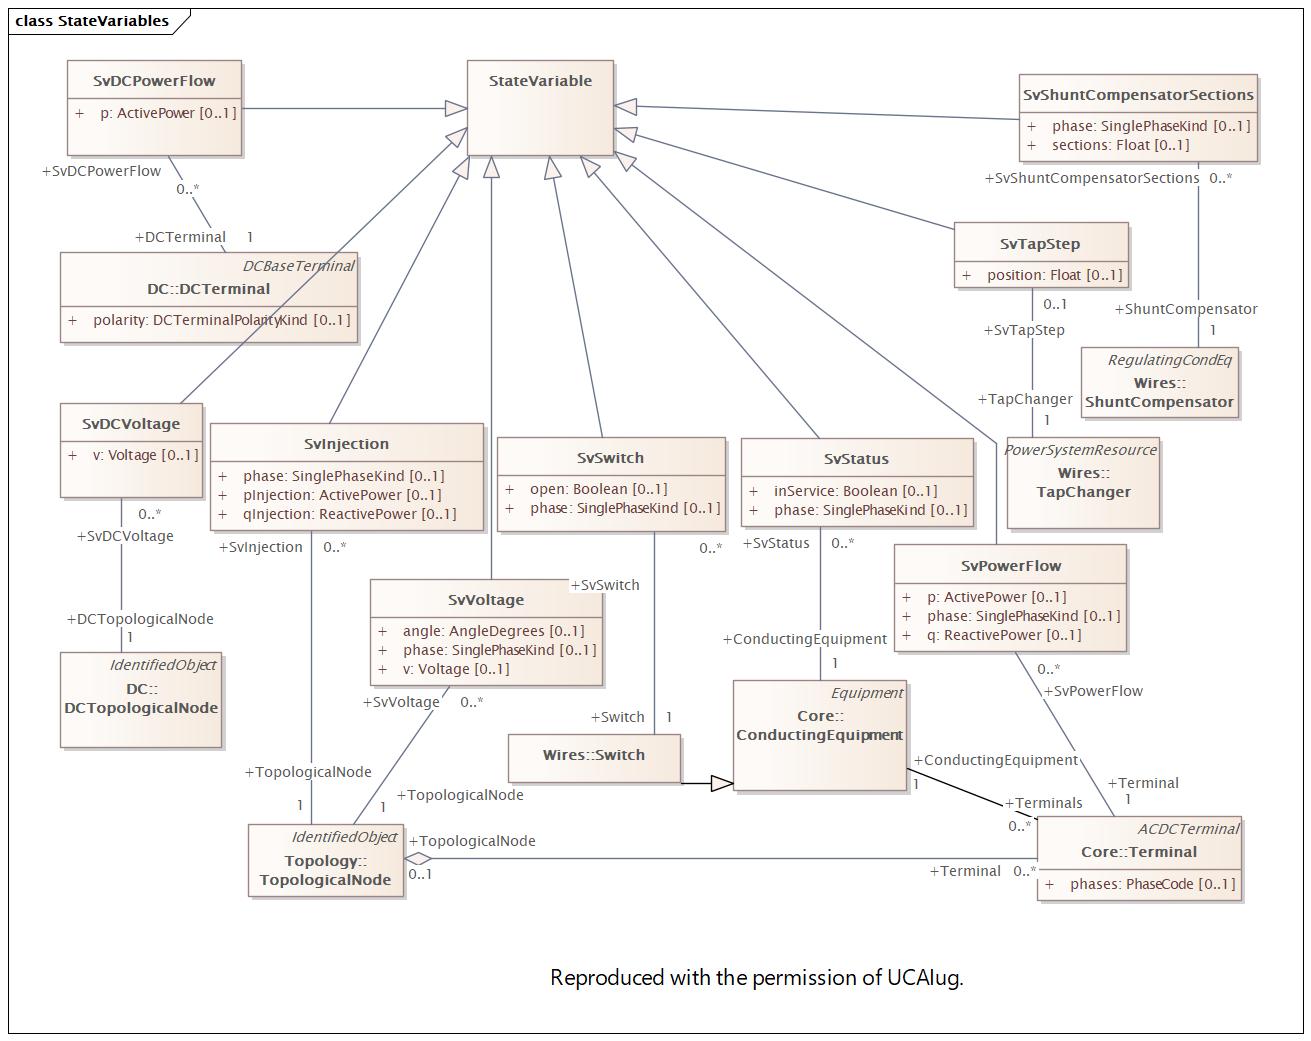 class StateVariables
SvDCPowerFlow
+ p: ActivePower [0..1]
StateVariable
SvShuntCompensatorSections
+ phase: SinglePhaseKind [0..1]
+ sections: Float [0..1]
+SvDCPowerFlow
0..*
+DCTerminal 1
+SvShuntCompensatorSections 0..*
DCBaseTerminal
DC::DCTerminal
+ polarity: DCTerminalPolarityKind [0..1]
SvTapStep
+ position: Float [0..1]
0..1
+SvTapStep
+ShuntCompensator
1
RegulatingCondEq
Wires::
ShuntCompensator
+TapChanger
1
PowerSystemResource
Wires::
TapChanger
SvDCVoltage
+ v: Voltage [0..1]
0..*
+SvDCVoltage
+DCTopologicalNode
1
IdentifiedObject
DC::
DCTopologicalNode
SvInjection
+ phase: SinglePhaseKind [0..1]
+ pInjection: ActivePower [0..1]
+ qInjection: ReactivePower [0..1]
+SvInjection 0..*
SvSwitch
+ open: Boolean [0..1]
+ phase: SinglePhaseKind [0..1]
0..*
+SvSwitch
SvStatus
+ inService: Boolean [0..1]
+ phase: SinglePhaseKind [0..1]
+SvStatus 0..*
SvPowerFlow
+ p: ActivePower [0..1]
+ phase: SinglePhaseKind [0..1]
+ q: ReactivePower [0..1]
0..*
+SvPowerFlow
SvVoltage
+ angle: AngleDegrees [0..1]
+ phase: SinglePhaseKind [0..1]
+ v: Voltage [0..1]
+SvVoltage 0..*
+ConductingEquipment
1
+Switch 1
Wires::Switch
Equipment
Core::
ConductingEquipment
+ConductingEquipment
1
+Terminals
0..*
+Terminal
1
+TopologicalNode
1
+TopologicalNode
1
IdentifiedObject
Topology::
TopologicalNode
+TopologicalNode
0..1
+Terminal 0..*
ACDCTerminal
Core::Terminal
+ phases: PhaseCode [0..1]
Reproduced with the permission of UCAIug.